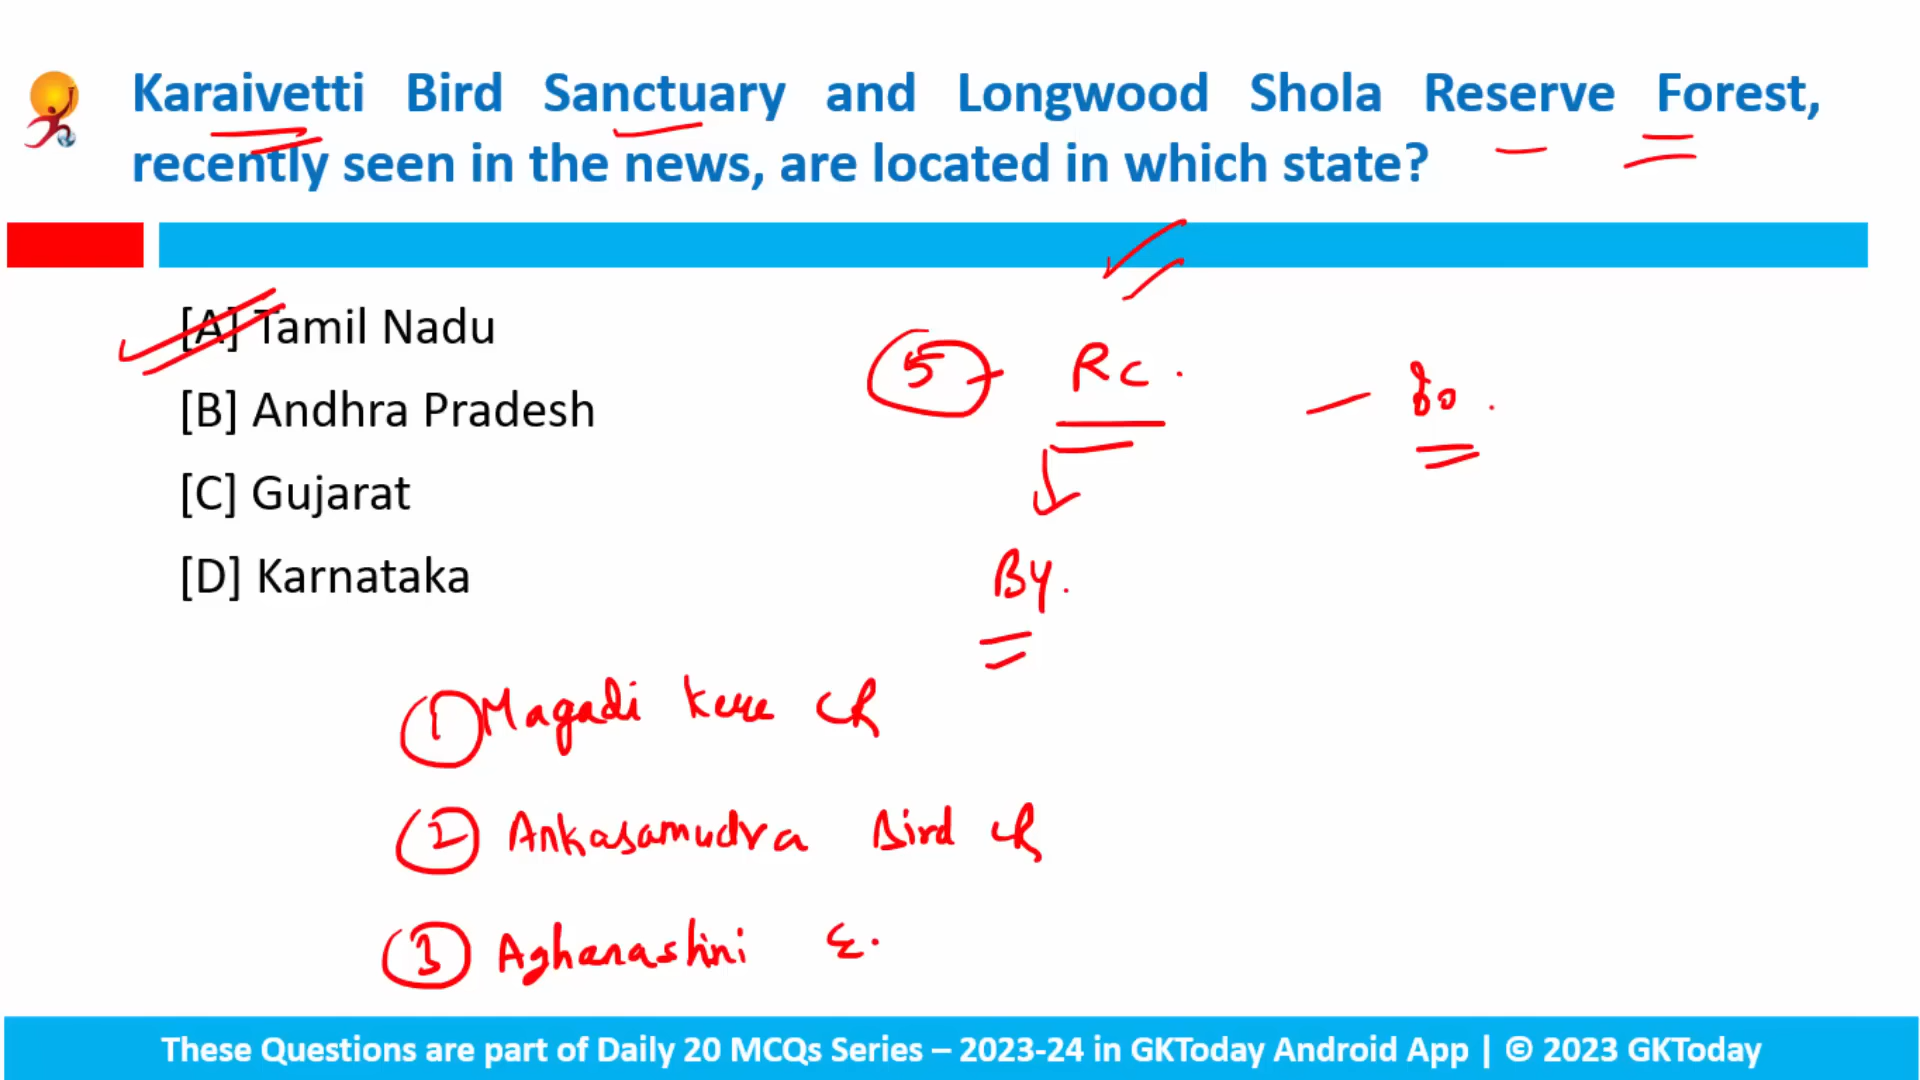 Karaivetti Bird Sanctuary and Longwood Shola Reserve Forest,
recently seen in the news, are located in which state?
[A] Tamil Nadu
[B] Andhra Pradesh
[C] Gujarat
[D] Karnataka
5 - Rc. - 80.
By.
1 Magadi Kere CR
2 Ankasamudra Bird CR
3 Aghanashini E.
These Questions are part of Daily 20 MCQs Series – 2023-24 in GKToday Android App | © 2023 GKToday